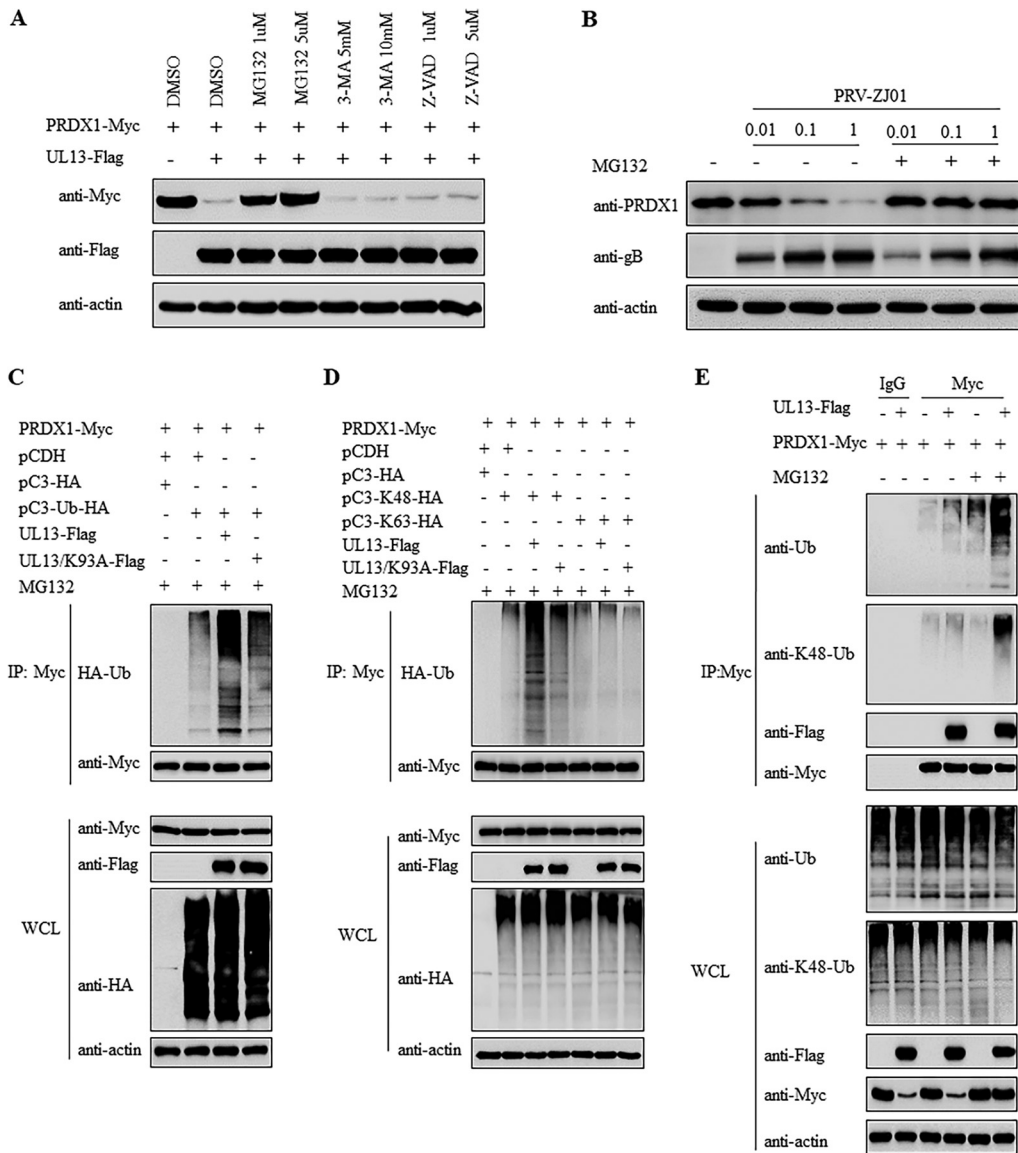 A
DMSO
DMSO
MG132 1uM
MG132 5uM
3-MA 5mM
3-MA 10mM
Z-VAD 1uM
Z-VAD 5uM
PRDX1-Myc + + + + + + + +
UL13-Flag - + + + + + + +
anti-Myc
anti-Flag
anti-actin
B
PRV-ZJ01
0.01 0.1 1 0.01 0.1 1
MG132 - - - - + + +
anti-PRDX1
anti-gB
anti-actin
C
PRDX1-Myc + + + +
pCDH + + - -
pC3-HA + - - -
pC3-Ub-HA - + + +
UL13-Flag - - + -
UL13/K93A-Flag - - - +
MG132 + + + +
IP: Myc
HA-Ub
anti-Myc
WCL
anti-Myc
anti-Flag
anti-HA
anti-actin
D
PRDX1-Myc + + + + + + +
pCDH + + - - - - -
pC3-HA + - - - - - -
pC3-K48-HA - + + + - - -
pC3-K63-HA - - - - + + +
UL13-Flag - - + - - + -
UL13/K93A-Flag - - - + - - +
MG132 + + + + + + +
IP: Myc
HA-Ub
anti-Myc
WCL
anti-Myc
anti-Flag
anti-HA
anti-actin
E
IgG Myc
UL13-Flag - + - + - +
PRDX1-Myc + + + + + +
MG132 - - - - + +
IP:Myc
anti-Ub
anti-K48-Ub
anti-Flag
anti-Myc
WCL
anti-Ub
anti-K48-Ub
anti-Flag
anti-Myc
anti-actin